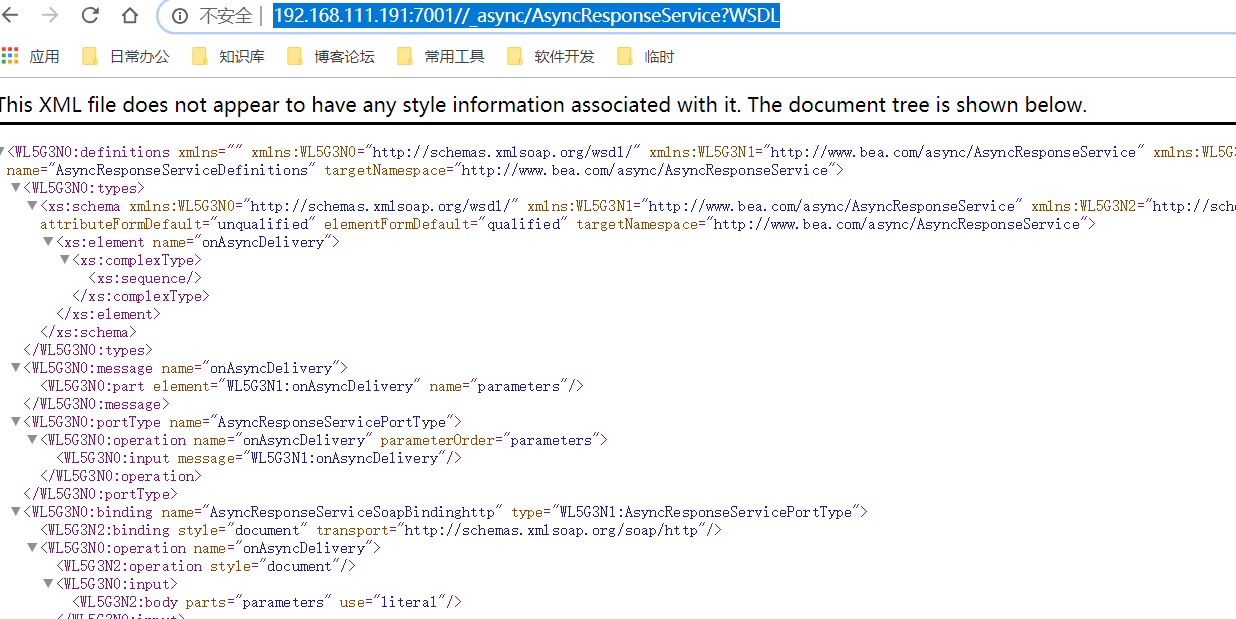 不安全 | 192.168.111.191:7001//_async/AsyncResponseService?WSDL
应用 日常办公 知识库 博客论坛 常用工具 软件开发 临时
This XML file does not appear to have any style information associated with it. The document tree is shown below.
<WL5G3N0:definitions xmlns="" xmlns:WL5G3N0="http://schemas.xmlsoap.org/wsdl/" xmlns:WL5G3N1="http://www.bea.com/async/AsyncResponseService" xmlns:WL5G
name="AsyncResponseServiceDefinitions" targetNamespace="http://www.bea.com/async/AsyncResponseService">
▼<WL5G3N0:types>
▼<xs:schema xmlns:WL5G3N0="http://schemas.xmlsoap.org/wsdl/" xmlns:WL5G3N1="http://www.bea.com/async/AsyncResponseService" xmlns:WL5G3N2="http://sch
attributeFormDefault="unqualified" elementFormDefault="qualified" targetNamespace="http://www.bea.com/async/AsyncResponseService">
▼<xs:element name="onAsyncDelivery">
▼<xs:complexType>
<xs:sequence/>
</xs:complexType>
</xs:element>
</xs:schema>
</WL5G3N0:types>
▼<WL5G3N0:message name="onAsyncDelivery">
<WL5G3N0:part element="WL5G3N1:onAsyncDelivery" name="parameters"/>
</WL5G3N0:message>
▼<WL5G3N0:portType name="AsyncResponseServicePortType">
▼<WL5G3N0:operation name="onAsyncDelivery" parameterOrder="parameters">
<WL5G3N0:input message="WL5G3N1:onAsyncDelivery"/>
</WL5G3N0:operation>
</WL5G3N0:portType>
▼<WL5G3N0:binding name="AsyncResponseServiceSoapBindinghttp" type="WL5G3N1:AsyncResponseServicePortType">
<WL5G3N2:binding style="document" transport="http://schemas.xmlsoap.org/soap/http"/>
▼<WL5G3N0:operation name="onAsyncDelivery">
<WL5G3N2:operation style="document"/>
▼<WL5G3N0:input>
<WL5G3N2:body parts="parameters" use="literal"/>
</WL5G3N0:input>